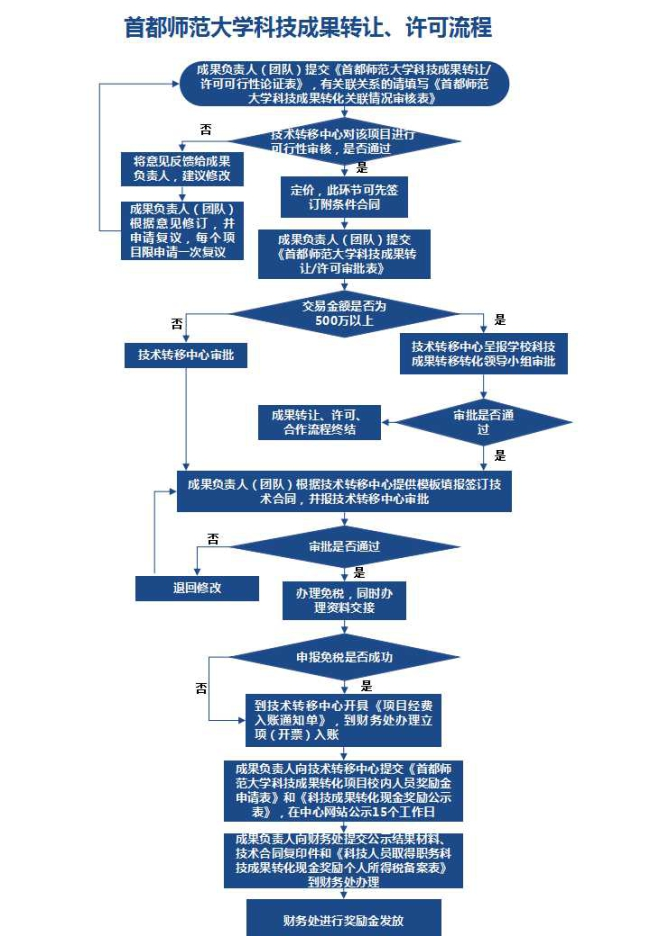 首都师范大学科技成果转让、许可流程
成果负责人（团队）提交《首都师范大学科技成果转让/
许可可行性论证表》，有关联关系的请填写《首都师范
大学科技成果转化关联情况审核表》
否
技术转移中心对该项目进行
可行性审核，是否通过
是
将意见反馈给成果
负责人，建议修改
定价，此环节可先签
订附条件合同
成果负责人（团队）
根据意见修订，并
申请复议，每个项
目限申请一次复议
成果负责人（团队）提交
《首都师范大学科技成果转
让/许可审批表》
交易金额是否为
500万以上
否
是
技术转移中心审批
技术转移中心呈报学校科技
成果转移转化领导小组审批
成果转让、许可、
合作流程终结
审批是否通
过
是
成果负责人（团队）根据技术转移中心提供模板填报签订技
术合同，并报技术转移中心审批
否
审批是否通过
是
退回修改
办理免税，同时办
理资料交接
申报免税是否成功
否
是
到技术转移中心开具《项目经费
入账通知单》，到财务处办理立
项（开票）入账
成果负责人向技术转移中心提交《首都师
范大学科技成果转化项目校内人员奖励金
申请表》和《科技成果转化现金奖励公示
表》，在中心网站公示15个工作日
成果负责人向财务处提交公示结果材料、
技术合同复印件和《科技人员取得职务科
技成果转化现金奖励个人所得税备案表》
到财务处办理
财务处进行奖励金发放